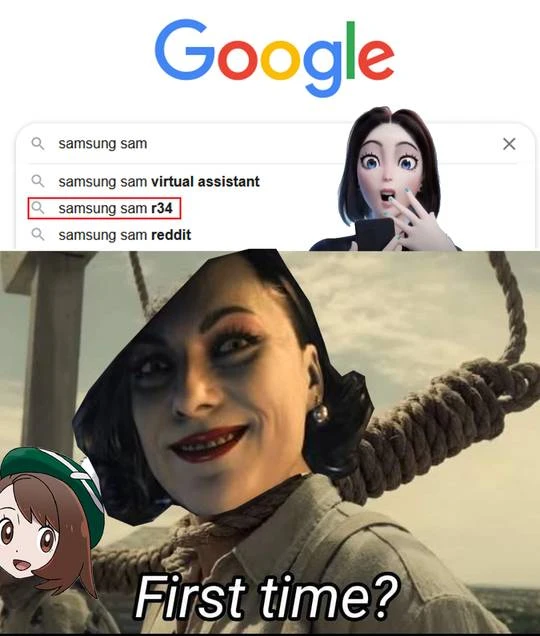 Google
samsung sam
samsung sam virtual assistant
samsung sam r34
samsung sam reddit
First time?